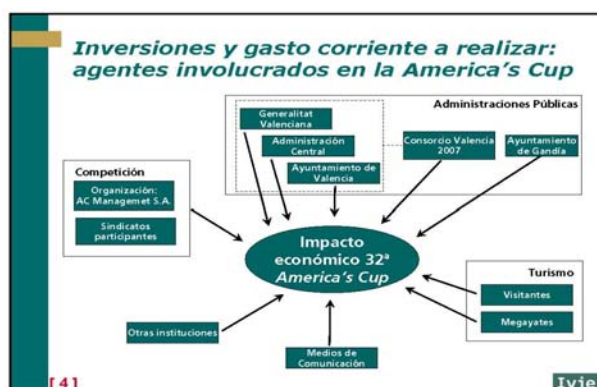 Inversiones y gasto corriente a realizar:
agentes involucrados en la America's Cup
Administraciones Públicas
Generalitat
Valenciana
Administración
Central
Ayuntamiento de
Valencia
Consorcio Valencia
2007
Ayuntamiento
de Gandía
Competición
Organización:
AC Managemet S.A.
Sindicatos
participantes
Impacto
económico 32ª
America's Cup
Turismo
Visitantes
Megayates
Otras instituciones
Medios de
Comunicación
[4]
Ivie